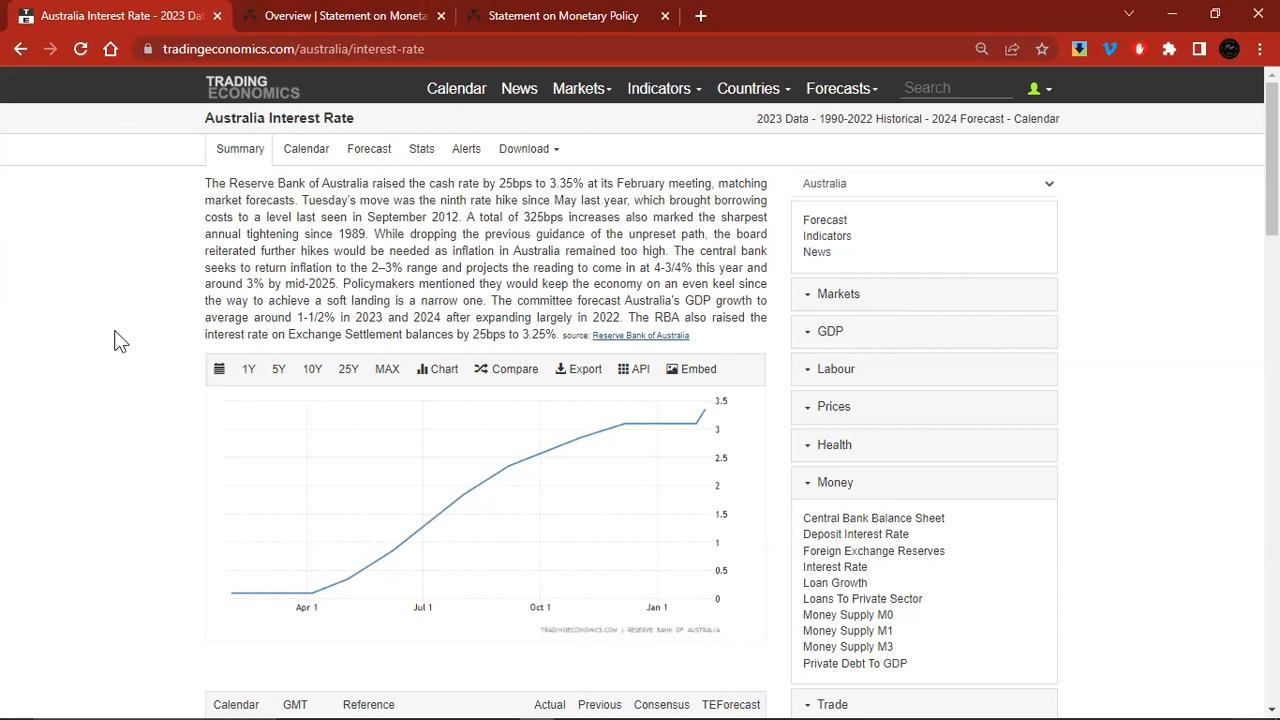 Australia Interest Rate - 2023 Dat
Overview | Statement on Moneta
Statement on Monetary Policy
tradingeconomics.com/australia/interest-rate
TRADING
ECONOMICS
Calendar News Markets Indicators Countries Forecasts Search
Australia Interest Rate
2023 Data - 1990-2022 Historical - 2024 Forecast - Calendar
Summary Calendar Forecast Stats Alerts Download
The Reserve Bank of Australia raised the cash rate by 25bps to 3.35% at its February meeting, matching
market forecasts. Tuesday's move was the ninth rate hike since May last year, which brought borrowing
costs to a level last seen in September 2012. A total of 325bps increases also marked the sharpest
annual tightening since 1989. While dropping the previous guidance of the unpreset path, the board
reiterated further hikes would be needed as inflation in Australia remained too high. The central bank
seeks to return inflation to the 2–3% range and projects the reading to come in at 4-3/4% this year and
around 3% by mid-2025. Policymakers mentioned they would keep the economy on an even keel since
the way to achieve a soft landing is a narrow one. The committee forecast Australia's GDP growth to
average around 1-1/2% in 2023 and 2024 after expanding largely in 2022. The RBA also raised the
interest rate on Exchange Settlement balances by 25bps to 3.25%. source: Reserve Bank of Australia
1Y 5Y 10Y 25Y MAX Chart Compare Export API Embed
3.5
3
2.5
2
1.5
1
0.5
0
Apr 1 Jul 1 Oct 1 Jan 1
TRADINGECONOMICS.COM | RESERVE BANK OF AUSTRALIA
Calendar GMT Reference Actual Previous Consensus TEForecast
Australia
Forecast
Indicators
News
Markets
GDP
Labour
Prices
Health
Money
Central Bank Balance Sheet
Deposit Interest Rate
Foreign Exchange Reserves
Interest Rate
Loan Growth
Loans To Private Sector
Money Supply M0
Money Supply M1
Money Supply M3
Private Debt To GDP
Trade